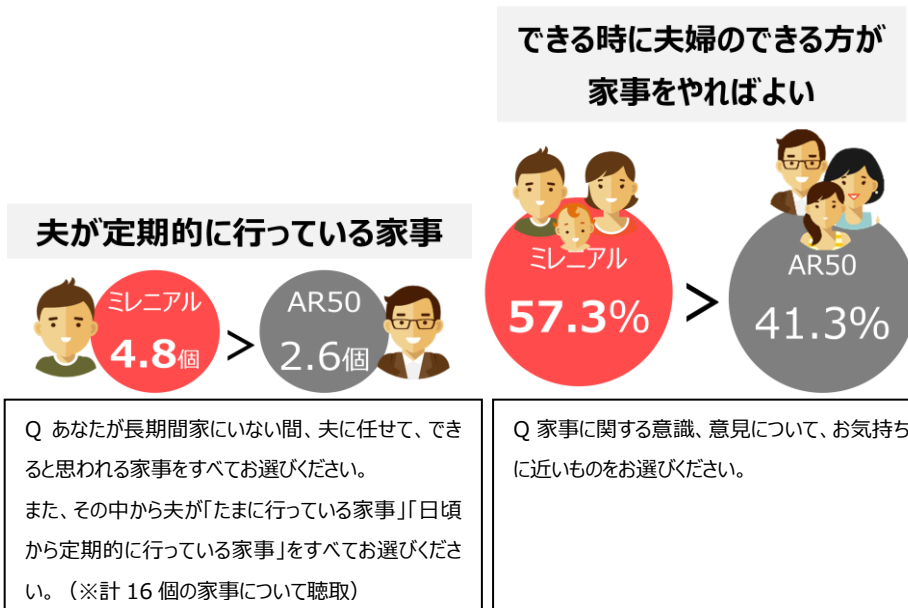 できる時に夫婦のできる方が
家事をやればよい
夫が定期的に行っている家事
ミレニアル
4.8個
>
AR50
2.6個
ミレニアル
57.3%
>
AR50
41.3%
Q あなたが長期間家にいない間、夫に任せて、でき
ると思われる家事をすべてお選びください。
また、その中から夫が「たまに行っている家事」「日頃
から定期的に行っている家事」をすべてお選びくださ
い。（※計 16 個の家事について聴取）
Q 家事に関する意識、意見について、お気持ち
に近いものをお選びください。